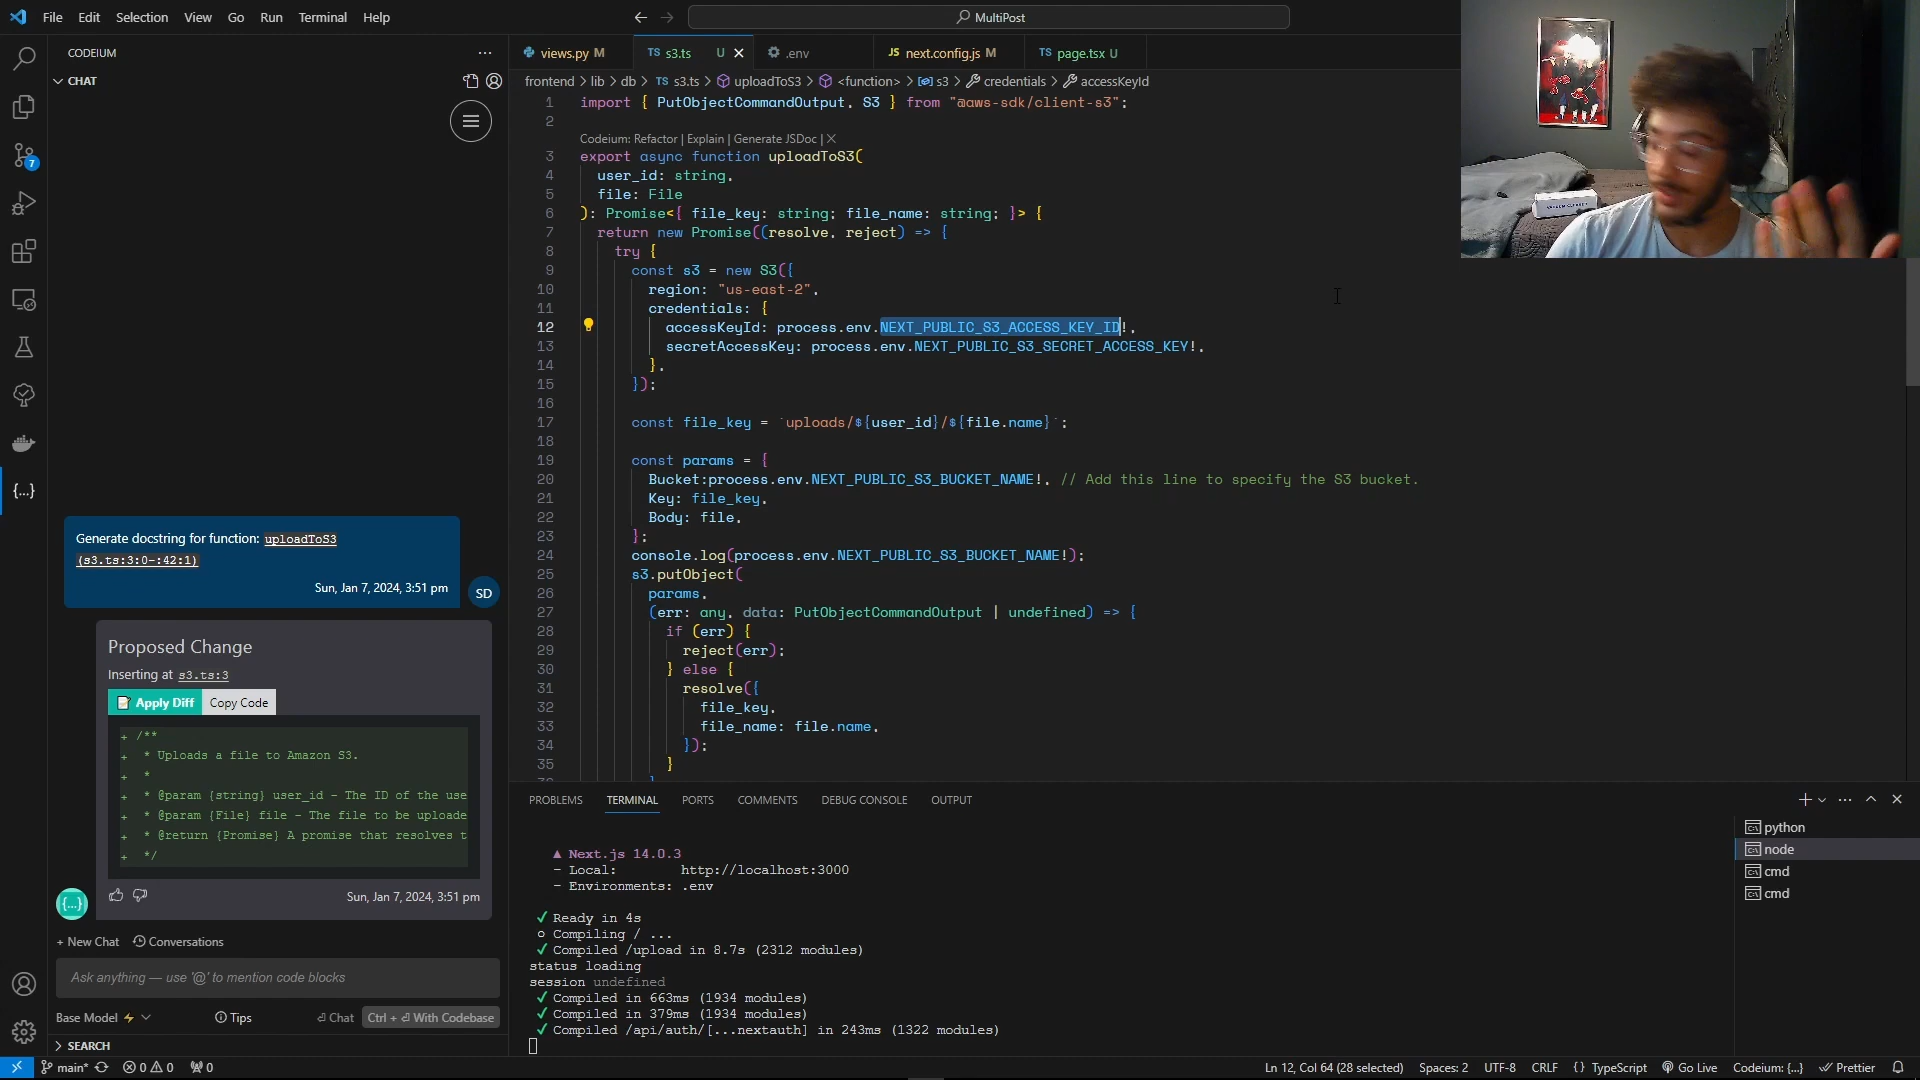 File Edit Selection View Go Run Terminal Help
MultiPost
CODEIUM
CHAT
views.py M
TS s3.ts U
.env
JS next.config.js M
TS page.tsx U
frontend > lib > db > TS s3.ts > uploadToS3 > <function> > s3 > credentials > accessKeyId
1 import { PutObjectCommandOutput, S3 } from "@aws-sdk/client-s3";
2
Codeium: Refactor | Explain | Generate JSDoc | X
3 export async function uploadToS3(
4 user_id: string,
5 file: File
6 ): Promise<{ file_key: string; file_name: string; }> {
7 return new Promise((resolve, reject) => {
8 try {
9 const s3 = new S3({
10 region: "us-east-2",
11 credentials: {
12 accessKeyId: process.env.NEXT_PUBLIC_S3_ACCESS_KEY_ID!,
13 secretAccessKey: process.env.NEXT_PUBLIC_S3_SECRET_ACCESS_KEY!,
14 },
15 });
16
17 const file_key = `uploads/${user_id}/${file.name}`;
18
19 const params = {
20 Bucket:process.env.NEXT_PUBLIC_S3_BUCKET_NAME!, // Add this line to specify the S3 bucket.
21 Key: file_key,
22 Body: file,
23 };
24 console.log(process.env.NEXT_PUBLIC_S3_BUCKET_NAME!);
25 s3.putObject(
26 params,
27 (err: any, data: PutObjectCommandOutput | undefined) => {
28 if (err) {
29 reject(err);
30 } else {
31 resolve({
32 file_key,
33 file_name: file.name,
34 });
35 }
7
Generate docstring for function: uploadToS3
(s3.ts:3:0-:42:1)
Sun, Jan 7, 2024, 3:51 pm
SD
Proposed Change
Inserting at s3.ts:3
Apply Diff Copy Code
+ /**
+ * Uploads a file to Amazon S3.
+ *
+ * @param {string} user_id - The ID of the use
+ * @param {File} file - The file to be uploade
+ * @return {Promise} A promise that resolves t
+ */
{...}
Sun, Jan 7, 2024, 3:51 pm
+ New Chat Conversations
Ask anything — use '@' to mention code blocks
Base Model Tips Chat Ctrl + ⏎ With Codebase
SEARCH
PROBLEMS TERMINAL PORTS COMMENTS DEBUG CONSOLE OUTPUT
▲ Next.js 14.0.3
- Local: http://localhost:3000
- Environments: .env
✓ Ready in 4s
○ Compiling / ...
✓ Compiled /upload in 8.7s (2312 modules)
status loading
session undefined
✓ Compiled in 663ms (1934 modules)
✓ Compiled in 379ms (1934 modules)
✓ Compiled /api/auth/[...nextauth] in 243ms (1322 modules)
python
node
cmd
cmd
main* 0 0 0
Ln 12, Col 64 (28 selected) Spaces: 2 UTF-8 CRLF {} TypeScript Go Live Codeium: {...} Prettier